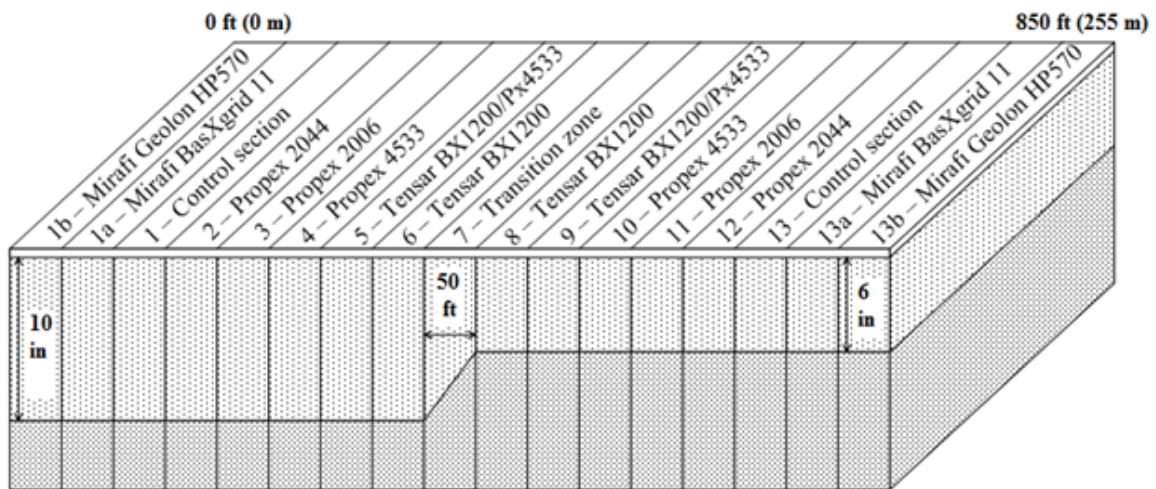 0 ft (0 m)
850 ft (255 m)
1b – Mirafi Geolon HP570
1a – Mirafi BasXgrid 11
1 – Control section
2 – Propex 2044
3 – Propex 2006
4 – Propex 4533
5 – Tensar BX1200/Px4533
6 – Tensar BX1200
7 – Transition zone
8 – Tensar BX1200
9 – Tensar BX1200/Px4533
10 – Propex 4533
11 – Propex 2006
12 – Propex 2044
13 – Control section
13a – Mirafi BasXgrid 11
13b – Mirafi Geolon HP570
10
in
50
ft
6
in